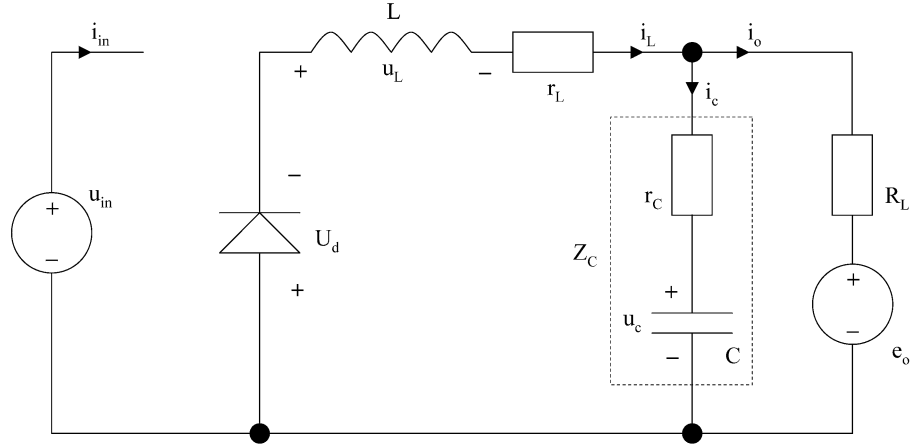 L
i_in
i_L
i_o
+
u_L
−
r_L
i_c
u_in
+
−
−
U_d
+
r_C
R_L
Z_C
+
u_c
−
C
+
−
e_o